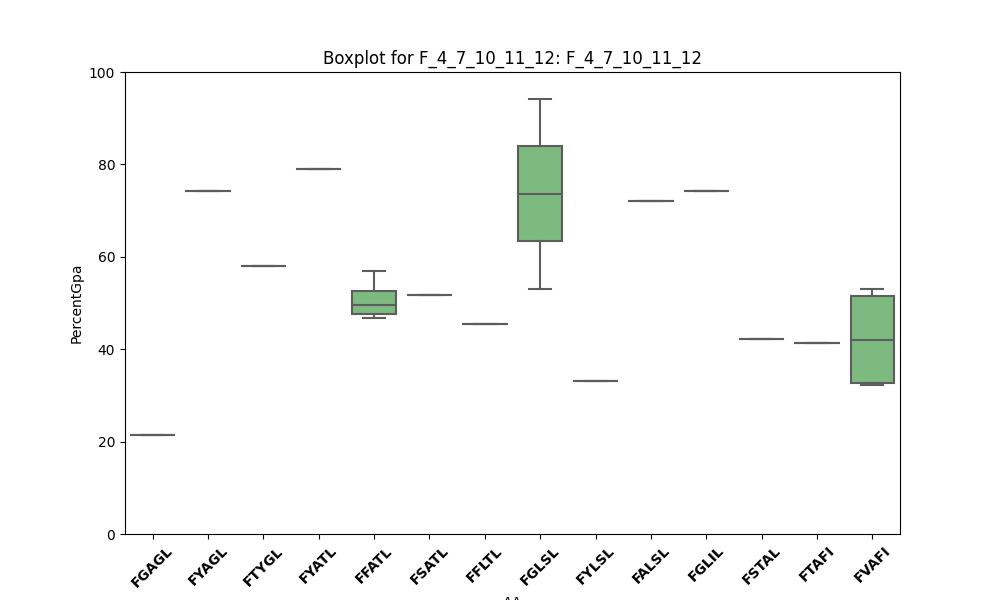 Boxplot for F_4_7_10_11_12: F_4_7_10_11_12
100
80
60
40
20
0
PercentGpa
FGAGL
FYAGL
FTYGL
FYATL
FFATL
FSATL
FFLTL
FGLSL
FYLSL
FALSL
FGLIL
FSTAL
FTAFI
FVAFI